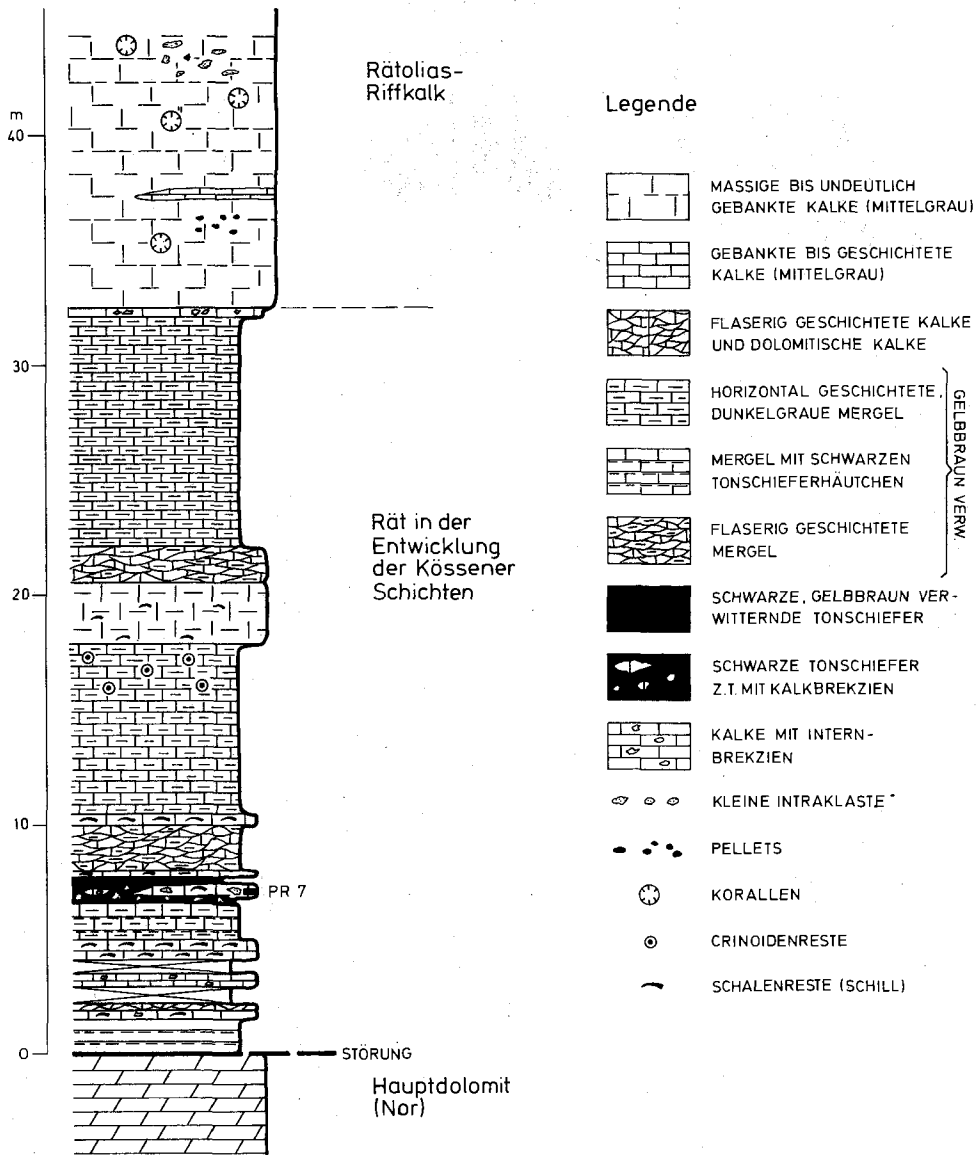 Rätolias-
Riffkalk
m
40
30
20
10
0
Rät in der
Entwicklung
der Kössener
Schichten
PR 7
STÖRUNG
Hauptdolomit
(Nor)
Legende
MASSIGE BIS UNDEUTLICH
GEBANKTE KALKE (MITTELGRAU)
GEBANKTE BIS GESCHICHTETE
KALKE (MITTELGRAU)
FLASERIG GESCHICHTETE KALKE
UND DOLOMITISCHE KALKE
HORIZONTAL GESCHICHTETE,
DUNKELGRAUE MERGEL
MERGEL MIT SCHWARZEN
TONSCHIEFERHÄUTCHEN
FLASERIG GESCHICHTETE
MERGEL
GELBBRAUN VERW.
SCHWARZE, GELBBRAUN VER-
WITTERNDE TONSCHIEFER
SCHWARZE TONSCHIEFER
Z.T. MIT KALKBREKZIEN
KALKE MIT INTERN-
BREKZIEN
KLEINE INTRAKLASTE
PELLETS
KORALLEN
CRINOIDENRESTE
SCHALENRESTE (SCHILL)